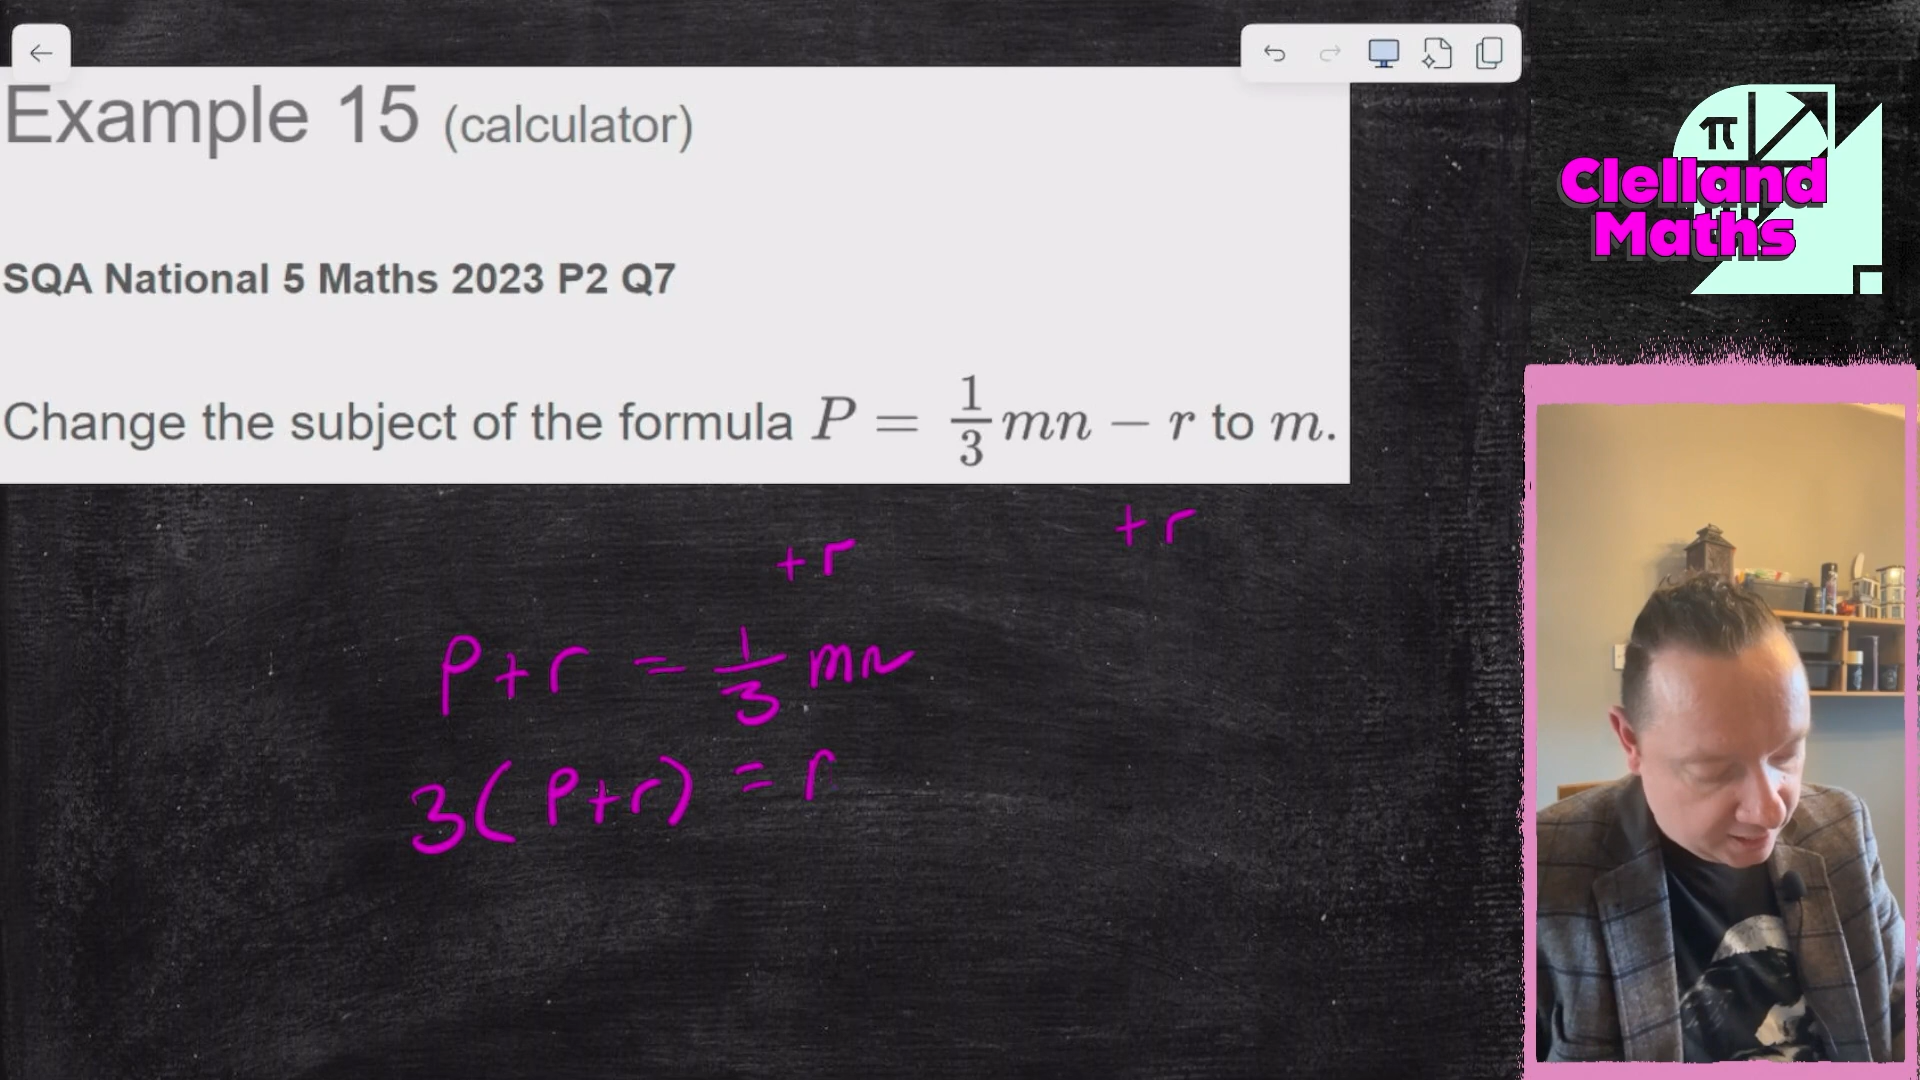 Example 15 (calculator)
SQA National 5 Maths 2023 P2 Q7
Change the subject of the formula P = 1/3 mn − r to m.
+r +r
P+r = 1/3 mn
3(P+r) = r
π
Clelland
Maths